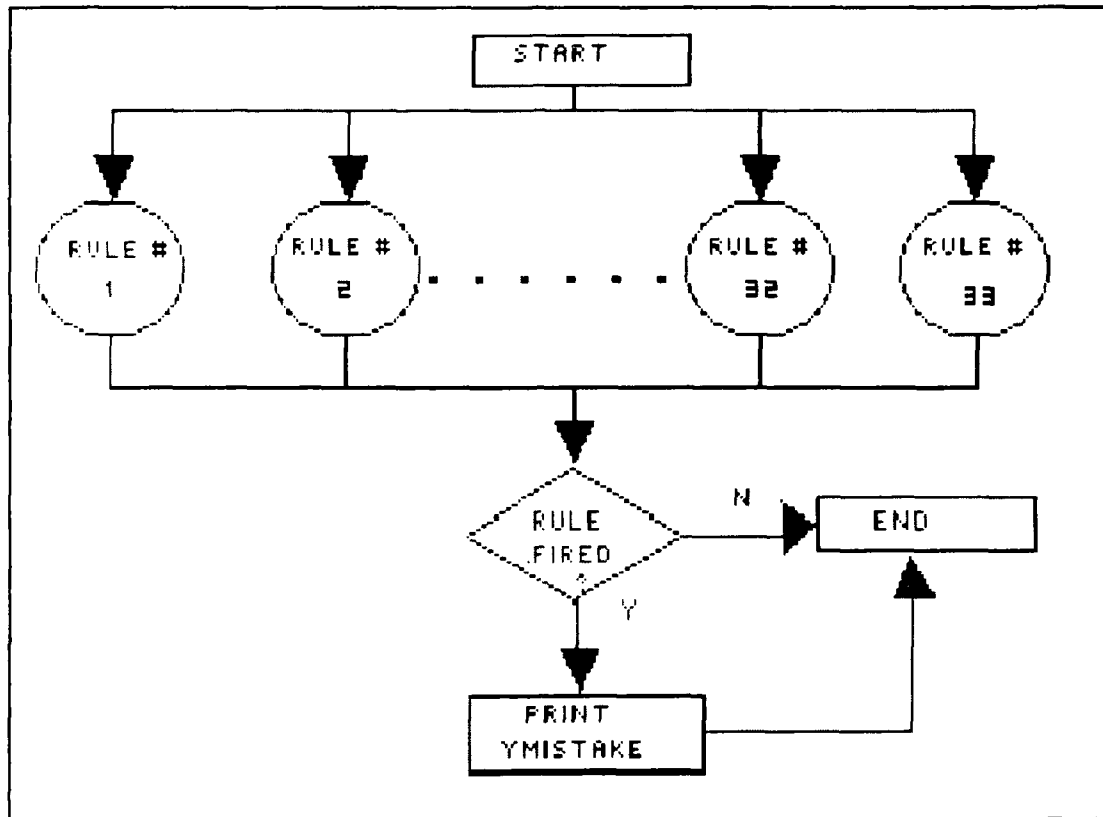 START
RULE #
1
RULE #
2
RULE #
32
RULE #
33
RULE
FIRED
?
N
END
Y
PRINT
YMISTAKE